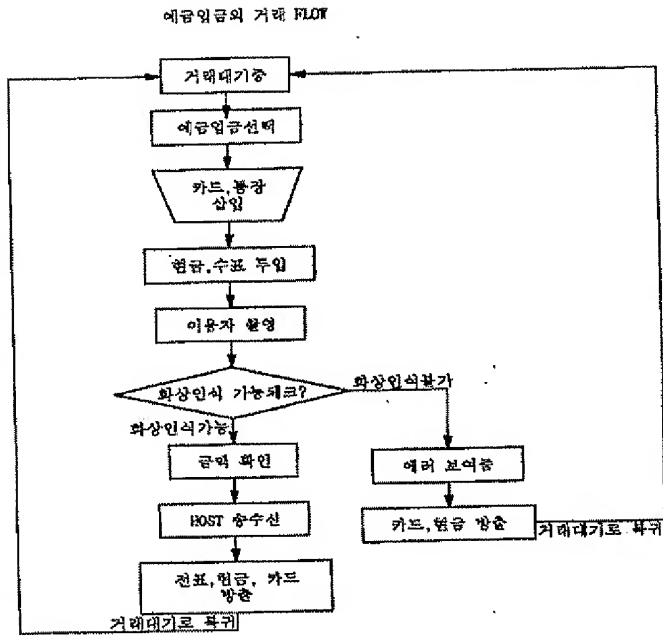 예금입금의 거래 FLOW
거래대기중
예금입금선택
카드,통장
삽입
현금,수표 투입
이용자 촬영
화상인식 가능체크?
화상인식불가
화상인식가능
금액 확인
에러 보여줌
HOST 송수신
카드,현금 방출
거래대기로 복귀
전표,현금, 카드
방출
거래대기로 복귀